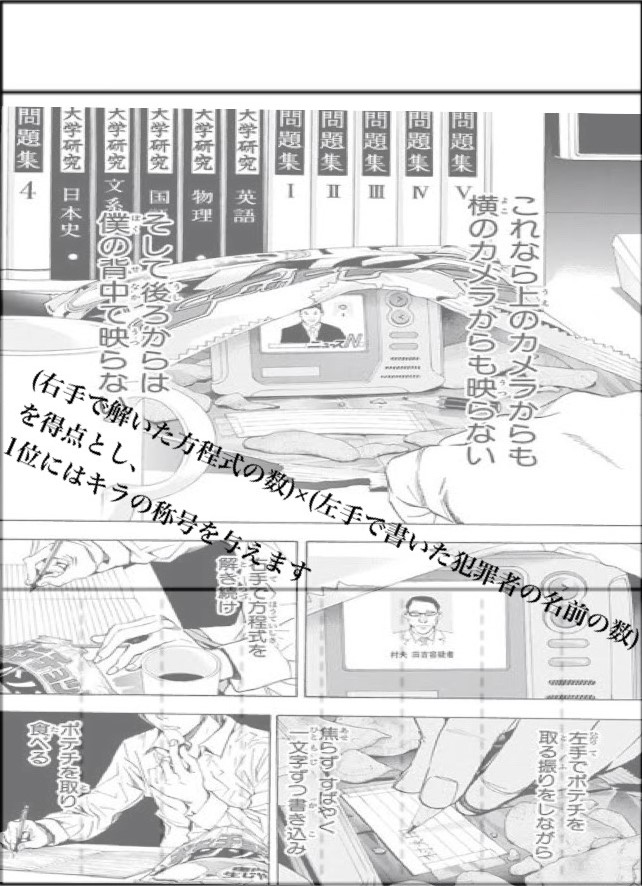 問題集 4
大学研究 日本史・
大学研究 文系
大学研究 国
大学研究 物理・
大学研究 英語
問題集 Ⅰ
問題集 Ⅱ
問題集 Ⅲ
問題集 Ⅳ
問題集 Ⅴ
これなら上のカメラからも
横のカメラからも映らない
そして後ろからは
僕の背中で映らな
ニュース
(右手で解いた方程式の数)×(左手で書いた犯罪者の名前の数)
を得点とし、
1位にはキラの称号を与えます
手で方程式を
解き続け
左手でポテチを
取る振りをしながら
焦らず・すばやく
一文字ずつ書き込み
ポテチを取り
食べる